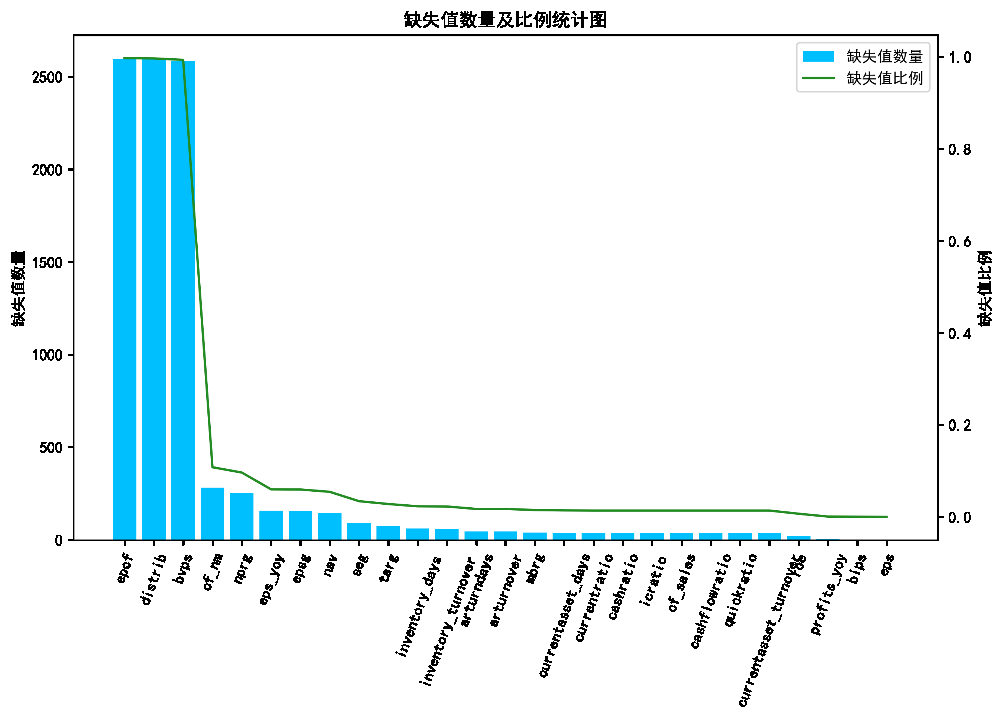 缺失值数量及比例统计图
缺失值数量
缺失值比例
2500
2000
1500
1000
500
0
缺失值数量
1.0
0.8
0.6
0.4
0.2
0.0
缺失值比例
epcf
distrib
bvps
nprg
eps_yoy
epsg
nav
seg
targ
inventory_days
inventory_turnover
arturndays
arturnover
mbrg
currentasset_days
currentratio
cashratio
icratio
cashflowratio
quickratio
currentasset_turnover
roe
profits_yoy
bips
eps